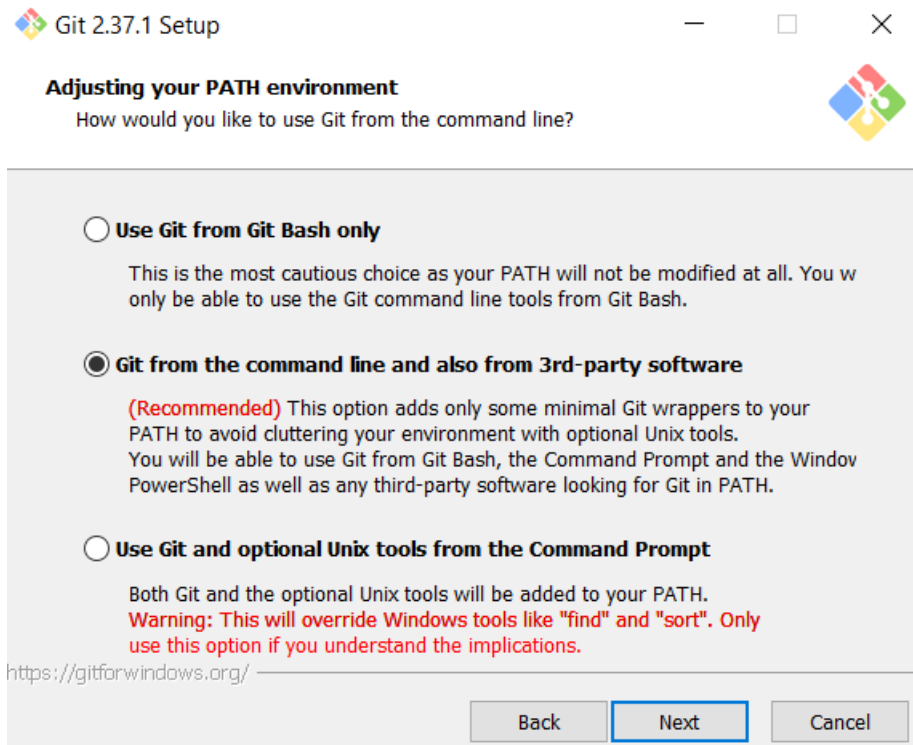 Git 2.37.1 Setup
Adjusting your PATH environment
How would you like to use Git from the command line?
Use Git from Git Bash only
This is the most cautious choice as your PATH will not be modified at all. You w
only be able to use the Git command line tools from Git Bash.
Git from the command line and also from 3rd-party software
(Recommended) This option adds only some minimal Git wrappers to your
PATH to avoid cluttering your environment with optional Unix tools.
You will be able to use Git from Git Bash, the Command Prompt and the Window
PowerShell as well as any third-party software looking for Git in PATH.
Use Git and optional Unix tools from the Command Prompt
Both Git and the optional Unix tools will be added to your PATH.
Warning: This will override Windows tools like "find" and "sort". Only
use this option if you understand the implications.
https://gitforwindows.org/
Back Next Cancel